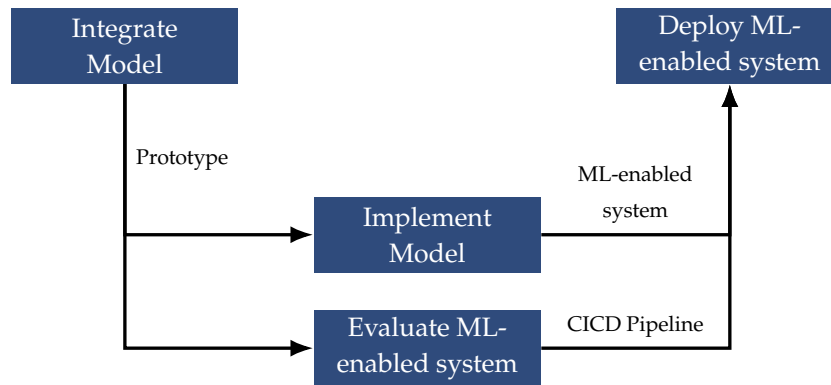 Integrate
Model
Deploy ML-
enabled system
Prototype
ML-enabled
system
Implement
Model
Evaluate ML-
enabled system
CICD Pipeline